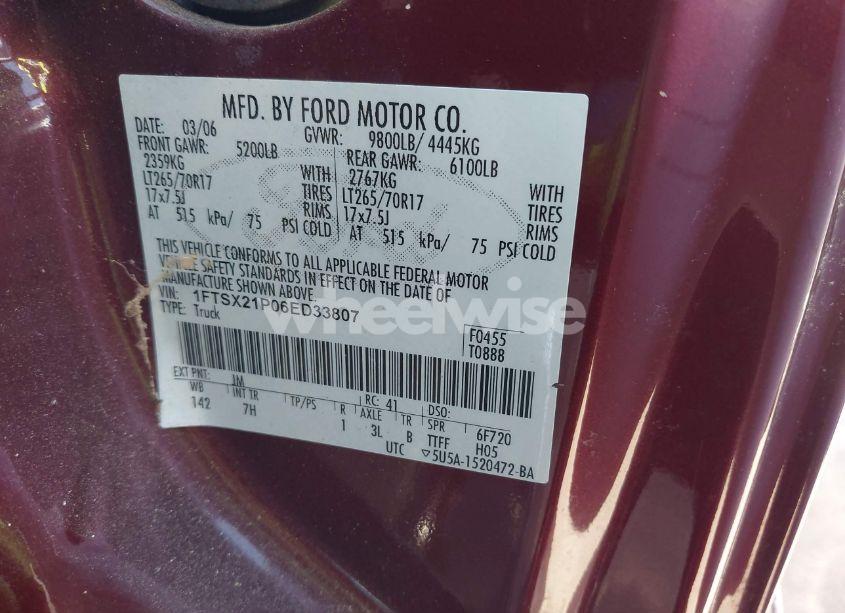 MFD. BY FORD MOTOR CO.
DATE: 03/06 GVWR: 9800LB/ 4445KG
FRONT GAWR: 5200LB REAR GAWR: 6100LB
2359KG WITH 2767KG WITH
LT265/70R17 TIRES LT265/70R17 TIRES
17x7.5J RIMS 17x7.5J RIMS
AT 515 kPa/ 75 PSI COLD AT 515 kPa/ 75 PSI COLD
THIS VEHICLE CONFORMS TO ALL APPLICABLE FEDERAL MOTOR
VEHICLE SAFETY STANDARDS IN EFFECT ON THE DATE OF
MANUFACTURE SHOWN ABOVE.
VIN: 1FTSX21P06ED33807
TYPE: Truck
F0455
T0888
EXT PNT: JM RC: 41 DSO:
WB INT TR TP/PS R AXLE TR SPR 6F720
142 7H 1 3L B TTFF H05
UTC ▽5U5A-1520472-BA
wheelwise